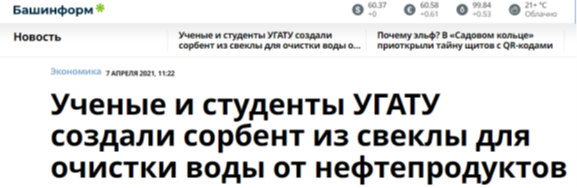 Башинформ
60.37
+0
60.58
+0.61
99.84
+0.53
21+ °C
Облачно
Новость
Ученые и студенты УГАТУ создали
сорбент из свеклы для очистки воды о...
Почему эльф? В «Садовом кольце»
приоткрыли тайну щитов с QR-кодами
Экономика 7 АПРЕЛЯ 2021, 11:22
Ученые и студенты УГАТУ
создали сорбент из свеклы для
очистки воды от нефтепродуктов